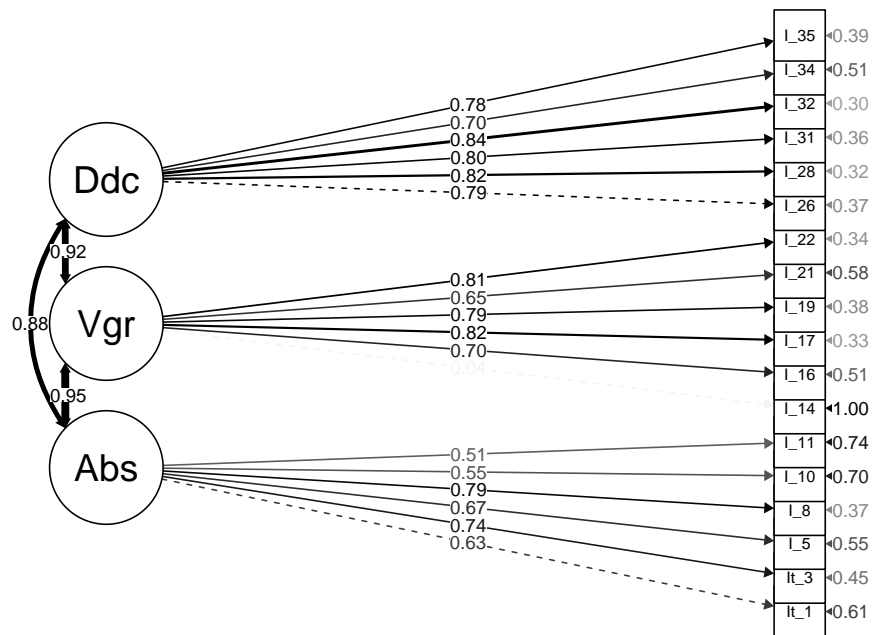 I_35 0.39
I_34 0.51
I_32 0.30
I_31 0.36
I_28 0.32
I_26 0.37
I_22 0.34
I_21 0.58
I_19 0.38
I_17 0.33
I_16 0.51
I_14 1.00
I_11 0.74
I_10 0.70
I_8 0.37
I_5 0.55
It_3 0.45
It_1 0.61
0.78
0.70
0.84
0.80
0.82
0.79
0.81
0.65
0.79
0.82
0.70
0.04
0.51
0.55
0.79
0.67
0.74
0.63
Ddc
0.92
Vgr
0.88
0.95
Abs